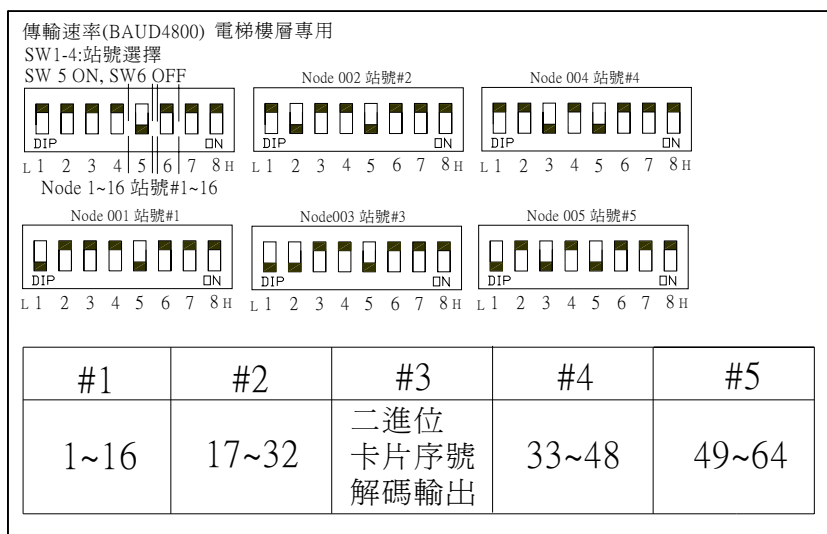 傳輸速率(BAUD4800) 電梯樓層專用
SW1-4:站號選擇
SW 5 ON, SW6 OFF
DIP ON
L 1 2 3 4 5 6 7 8 H
Node 1~16 站號#1~16
Node 002 站號#2
DIP ON
L 1 2 3 4 5 6 7 8 H
Node 004 站號#4
DIP ON
L 1 2 3 4 5 6 7 8 H
Node 001 站號#1
DIP ON
L 1 2 3 4 5 6 7 8 H
Node003 站號#3
DIP ON
L 1 2 3 4 5 6 7 8 H
Node 005 站號#5
DIP ON
L 1 2 3 4 5 6 7 8 H
#1 #2 #3 #4 #5
1~16 17~32 二進位
卡片序號
解碼輸出 33~48 49~64